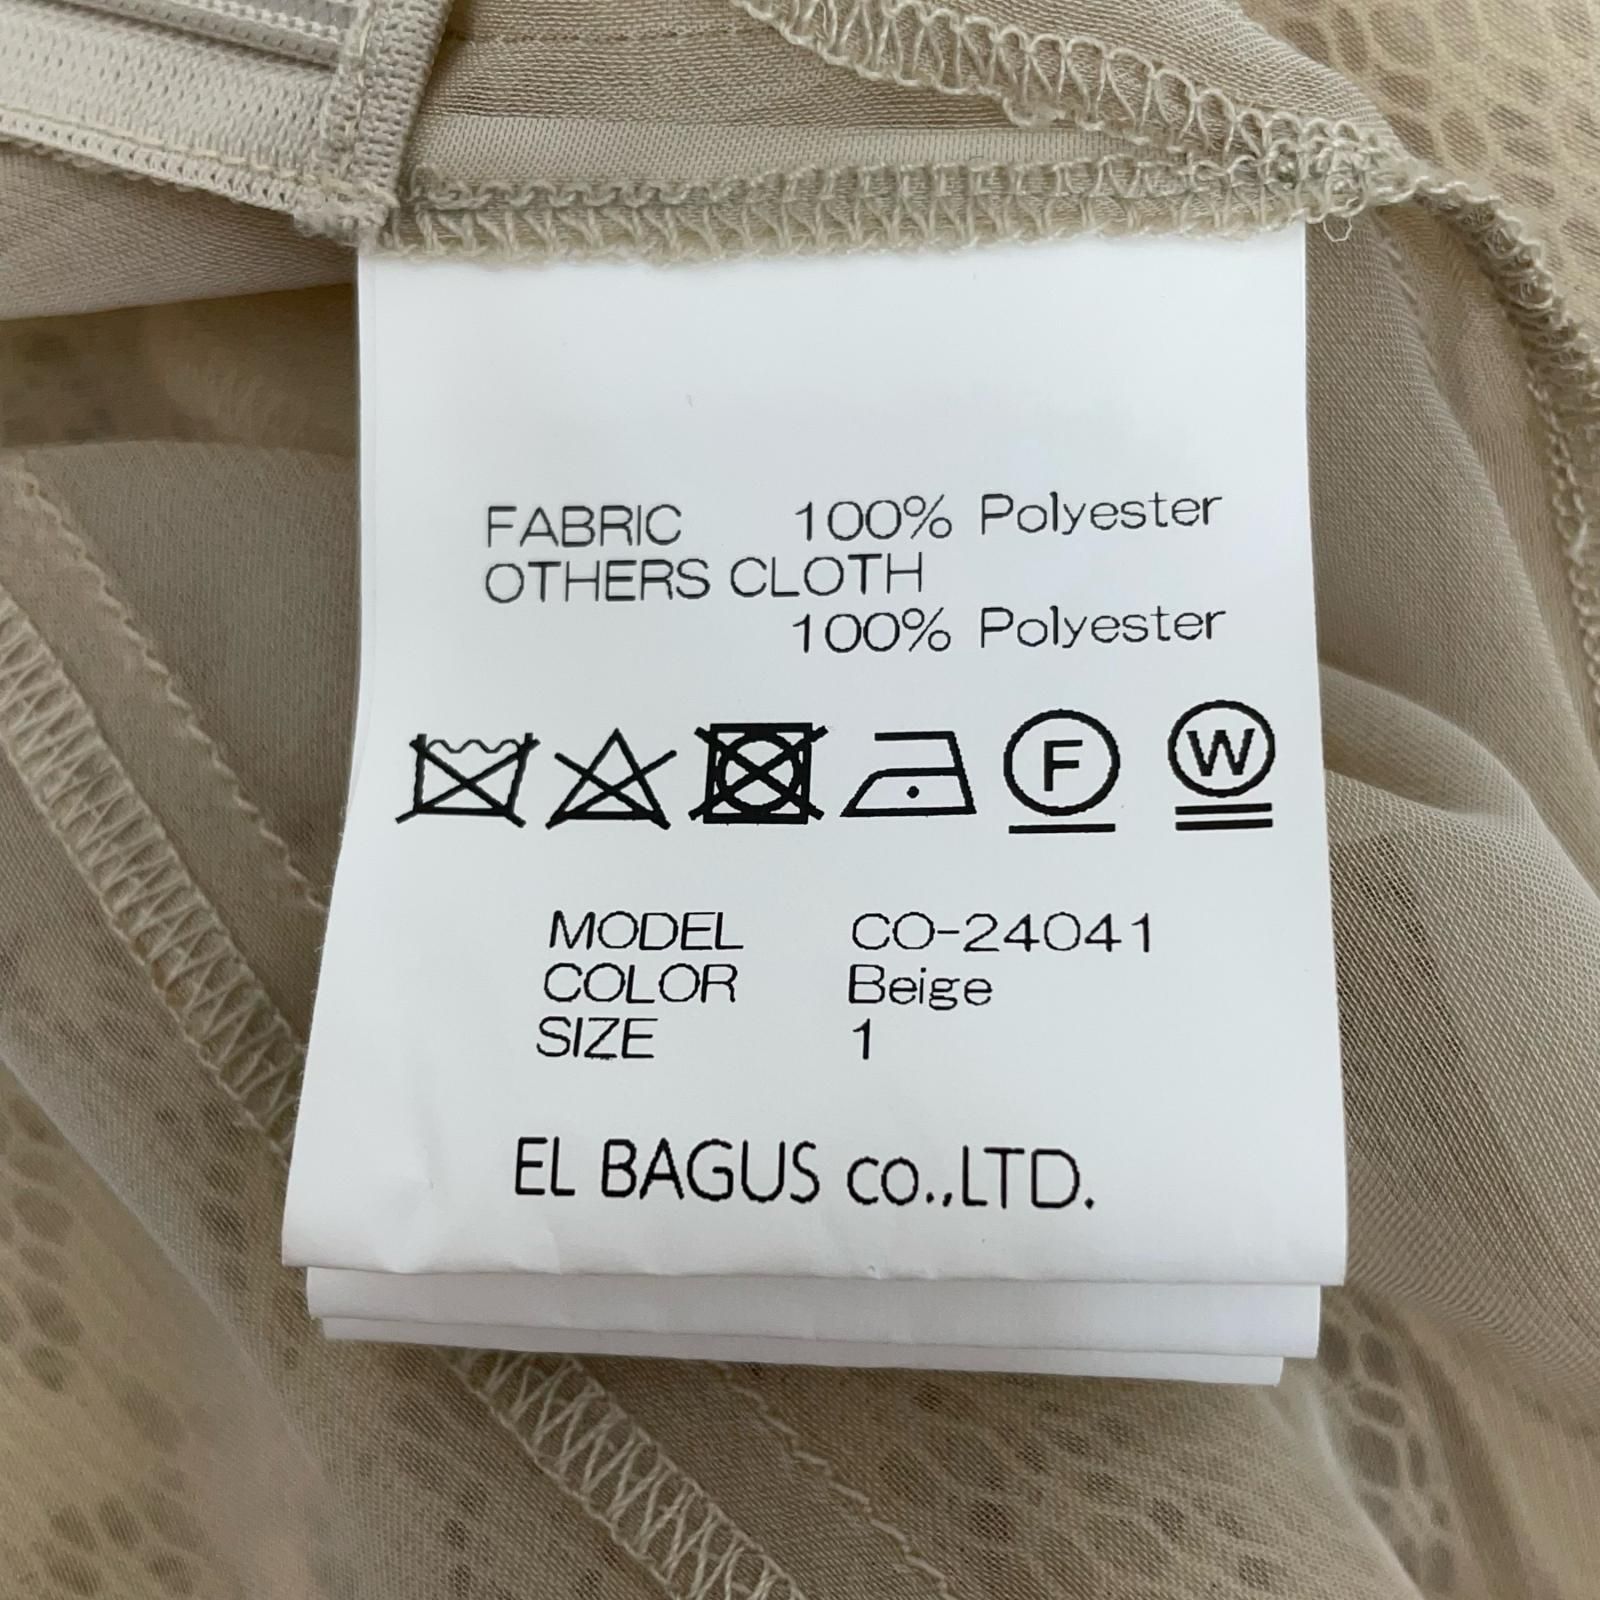 FABRIC 100% Polyester
OTHERS CLOTH
100% Polyester
F W
MODEL CO-24041
COLOR Beige
SIZE 1
EL BAGUS co.,LTD.